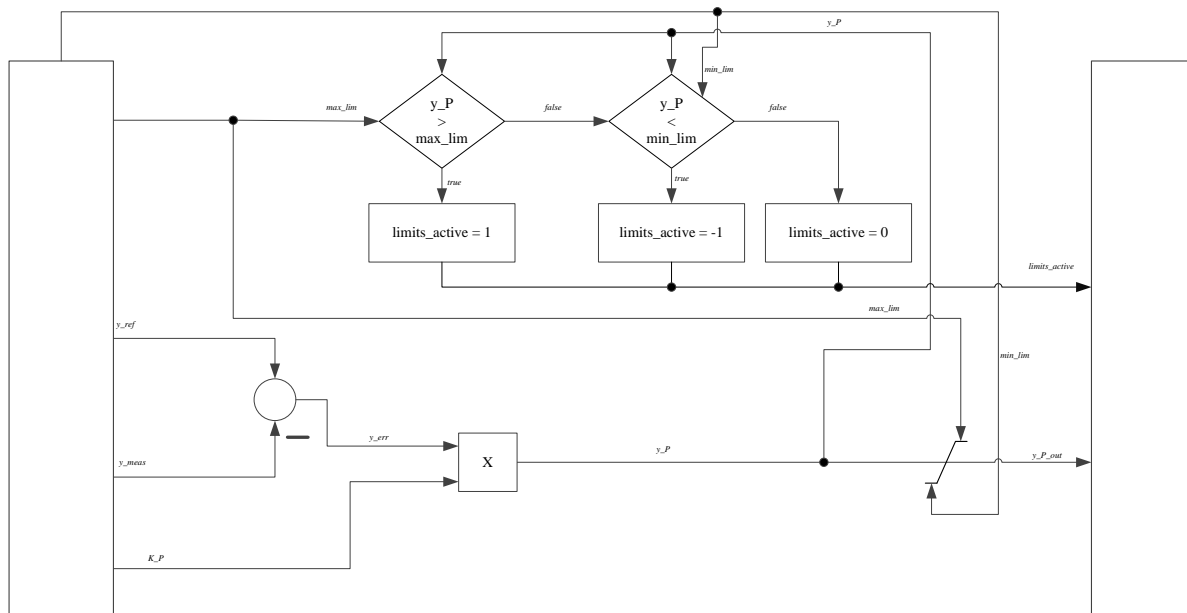 y_P
min_lim
max_lim
y_P
>
max_lim
false
y_P
<
min_lim
false
true
true
limits_active = 1
limits_active = -1
limits_active = 0
limits_active
max_lim
y_ref
min_lim
y_err
y_meas
X
y_P
y_P_out
K_P